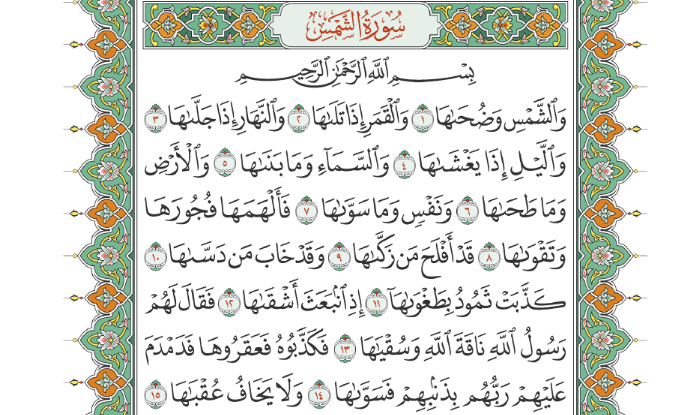 سُورَةُ الشَّمْسِ
بِسْمِ ٱللَّهِ ٱلرَّحْمَٰنِ ٱلرَّحِيمِ
وَٱلشَّمْسِ وَضُحَىٰهَا ١ وَٱلْقَمَرِ إِذَا تَلَىٰهَا ٢ وَٱلنَّهَارِ إِذَا جَلَّىٰهَا ٣
وَٱلَّيْلِ إِذَا يَغْشَىٰهَا ٤ وَٱلسَّمَآءِ وَمَا بَنَىٰهَا ٥ وَٱلْأَرْضِ
وَمَا طَحَىٰهَا ٦ وَنَفْسٍ وَمَا سَوَّىٰهَا ٧ فَأَلْهَمَهَا فُجُورَهَا
وَتَقْوَىٰهَا ٨ قَدْ أَفْلَحَ مَن زَكَّىٰهَا ٩ وَقَدْ خَابَ مَن دَسَّىٰهَا ١٠
كَذَّبَتْ ثَمُودُ بِطَغْوَىٰهَآ ١١ إِذِ ٱنۢبَعَثَ أَشْقَىٰهَا ١٢ فَقَالَ لَهُمْ
رَسُولُ ٱللَّهِ نَاقَةَ ٱللَّهِ وَسُقْيَٰهَا ١٣ فَكَذَّبُوهُ فَعَقَرُوهَا فَدَمْدَمَ
عَلَيْهِمْ رَبُّهُم بِذَنۢبِهِمْ فَسَوَّىٰهَا ١٤ وَلَا يَخَافُ عُقْبَٰهَا ١٥